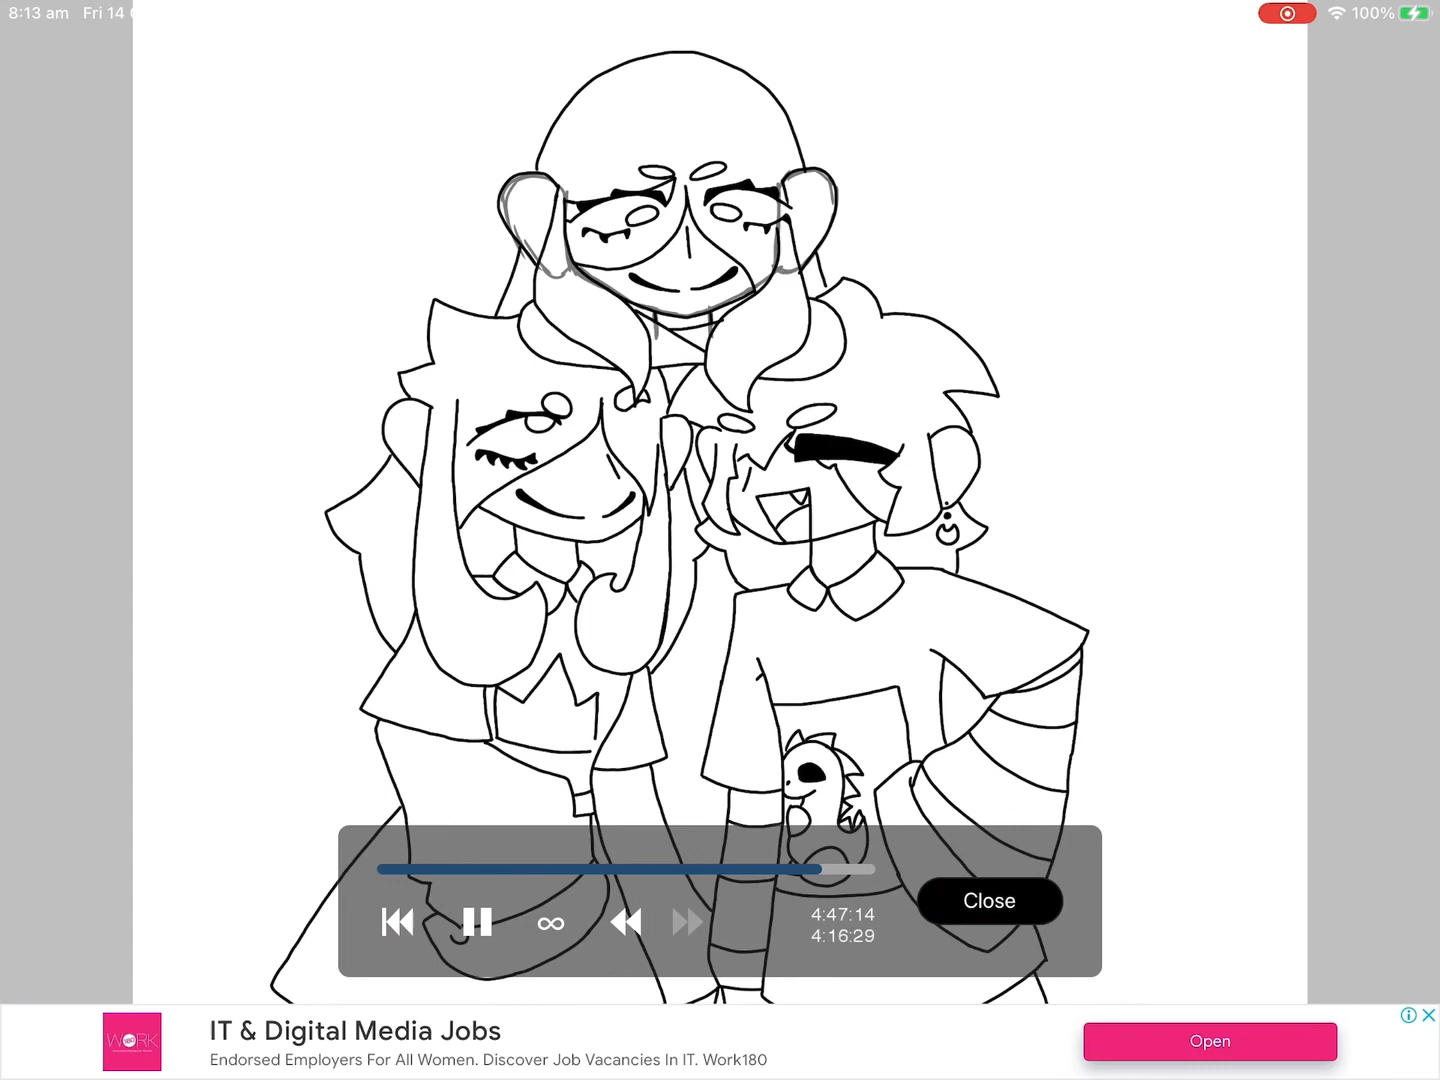 8:13 am Fri 14
100%
4:47:14
4:16:29
Close
WORK
IT & Digital Media Jobs
Endorsed Employers For All Women. Discover Job Vacancies In IT. Work180
Open